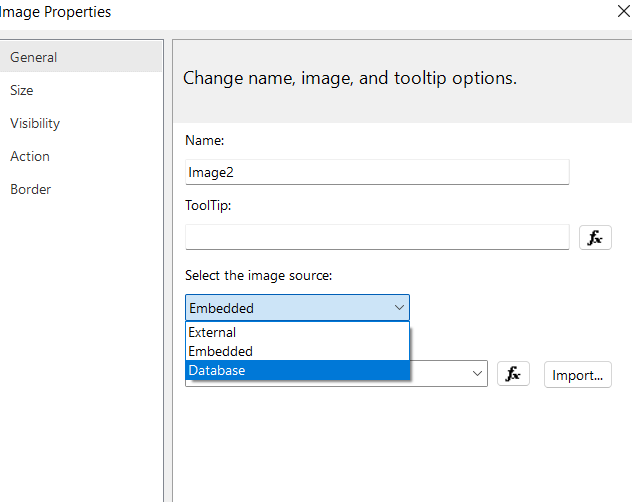 Image Properties
General
Size
Visibility
Action
Border
Change name, image, and tooltip options.
Name:
Image2
ToolTip:
fx
Select the image source:
Embedded
External
Embedded
Database
fx
Import...